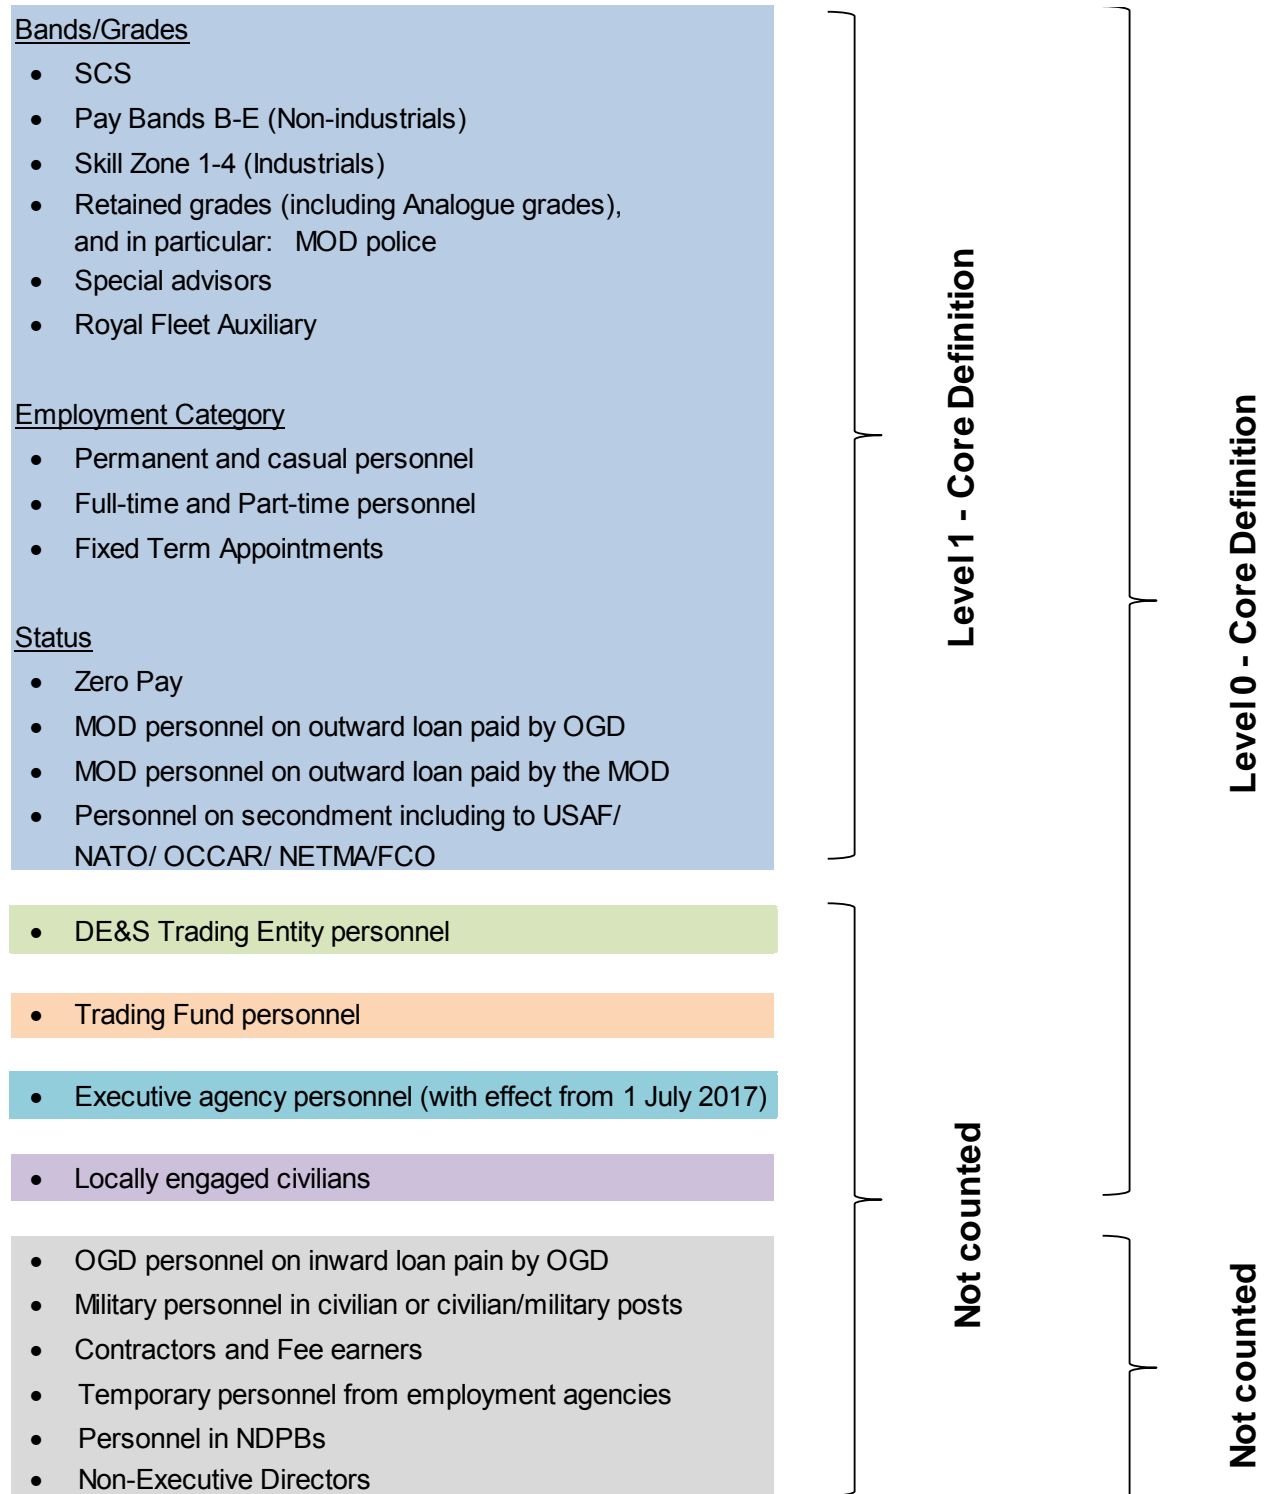 Bands/Grades
• SCS
• Pay Bands B-E (Non-industrials)
• Skill Zone 1-4 (Industrials)
• Retained grades (including Analogue grades),
and in particular: MOD police
• Special advisors
• Royal Fleet Auxiliary
Employment Category
• Permanent and casual personnel
• Full-time and Part-time personnel
• Fixed Term Appointments
Status
• Zero Pay
• MOD personnel on outward loan paid by OGD
• MOD personnel on outward loan paid by the MOD
• Personnel on secondment including to USAF/
NATO/ OCCAR/ NETMA/FCO
• DE&S Trading Entity personnel
• Trading Fund personnel
• Executive agency personnel (with effect from 1 July 2017)
• Locally engaged civilians
• OGD personnel on inward loan pain by OGD
• Military personnel in civilian or civilian/military posts
• Contractors and Fee earners
• Temporary personnel from employment agencies
• Personnel in NDPBs
• Non-Executive Directors
Level 1 - Core Definition
Not counted
Level 0 - Core Definition
Not counted